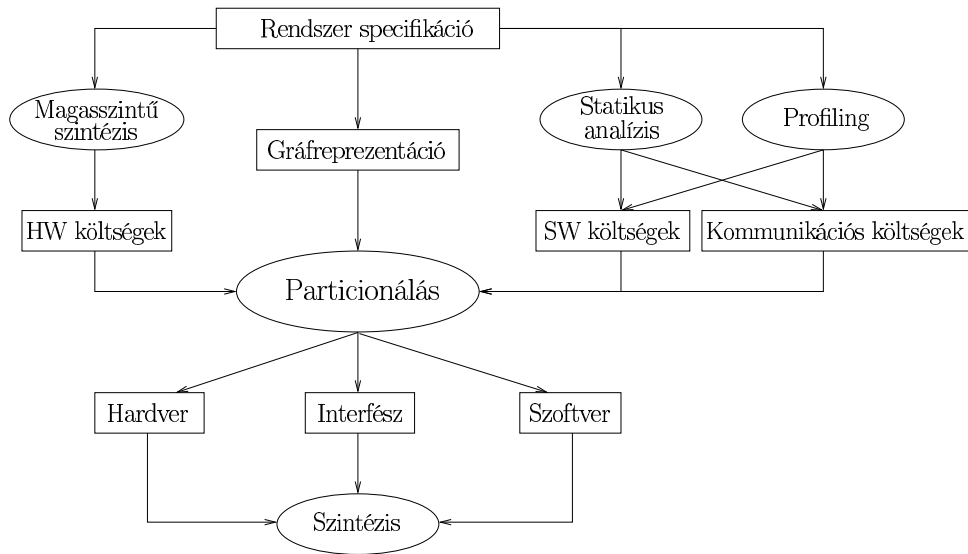 Rendszer specifikáció
Magasszintű
szintézis
Statikus
analízis
Profiling
Gráfreprezentáció
HW költségek
SW költségek
Kommunikációs költségek
Particionálás
Hardver
Interfész
Szoftver
Szintézis